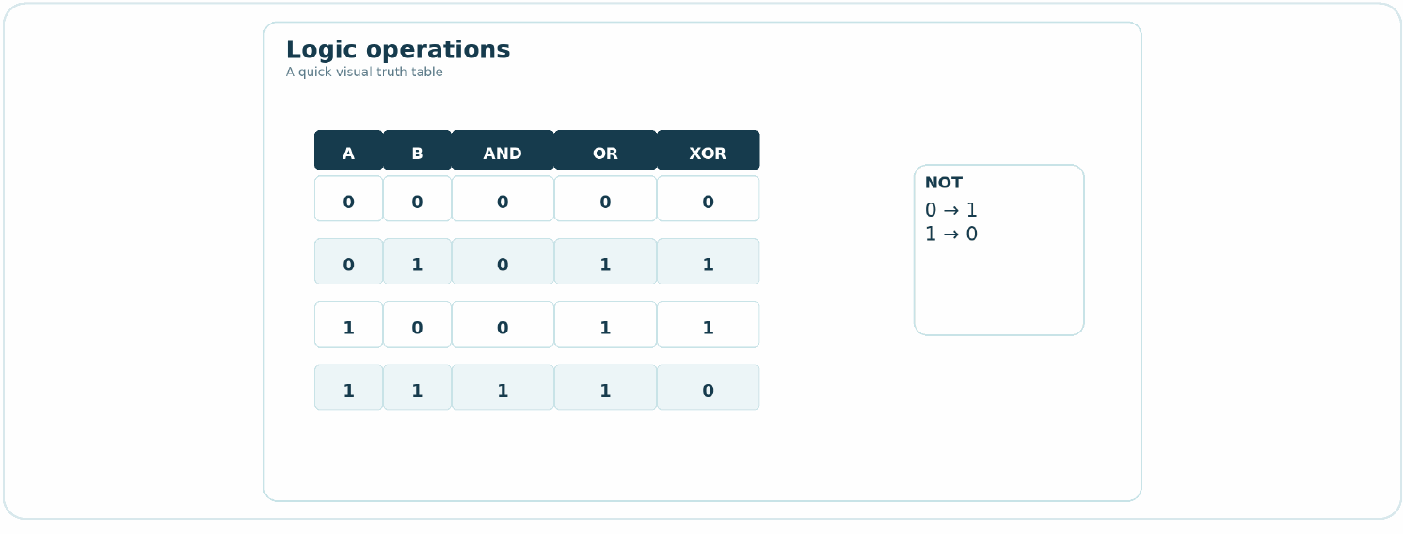 Logic operations
A quick visual truth table
A B AND OR XOR
0 0 0 0 0
0 1 0 1 1
1 0 0 1 1
1 1 1 1 0
NOT
0 → 1
1 → 0